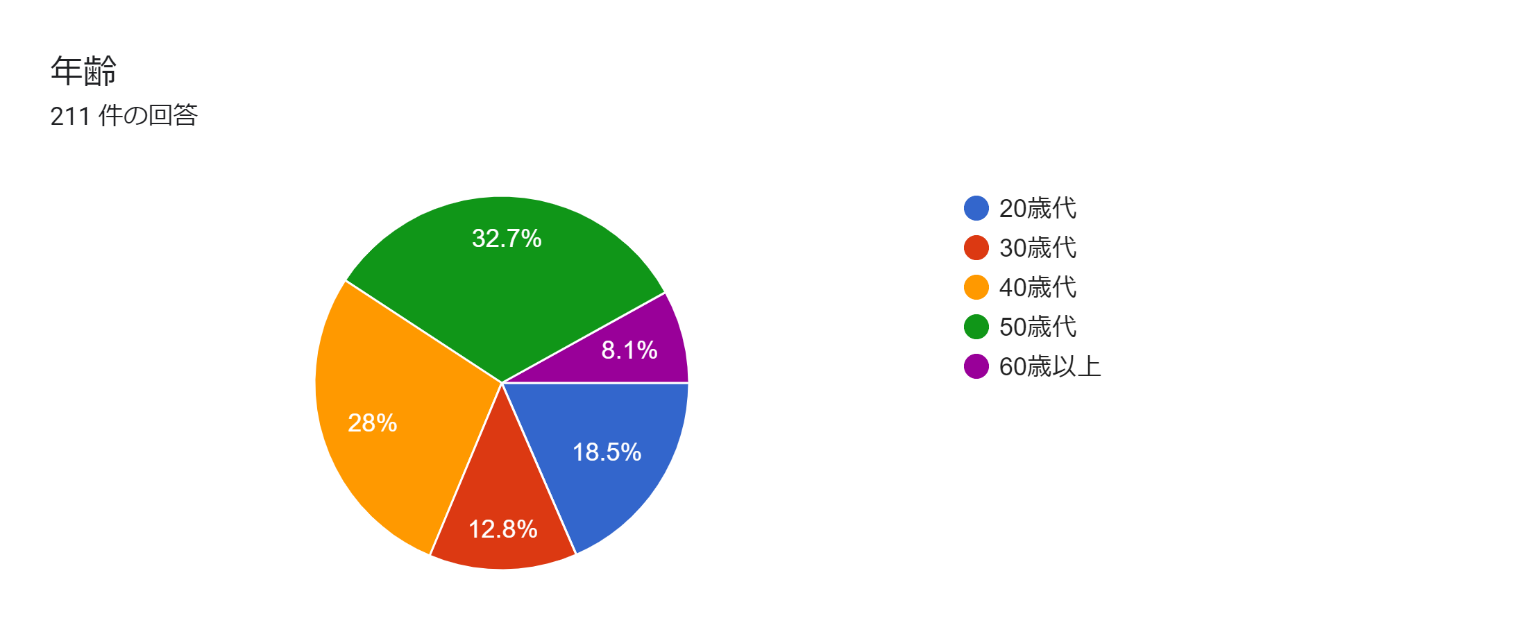 年齢
211 件の回答
32.7%
8.1%
28%
18.5%
12.8%
20歳代
30歳代
40歳代
50歳代
60歳以上